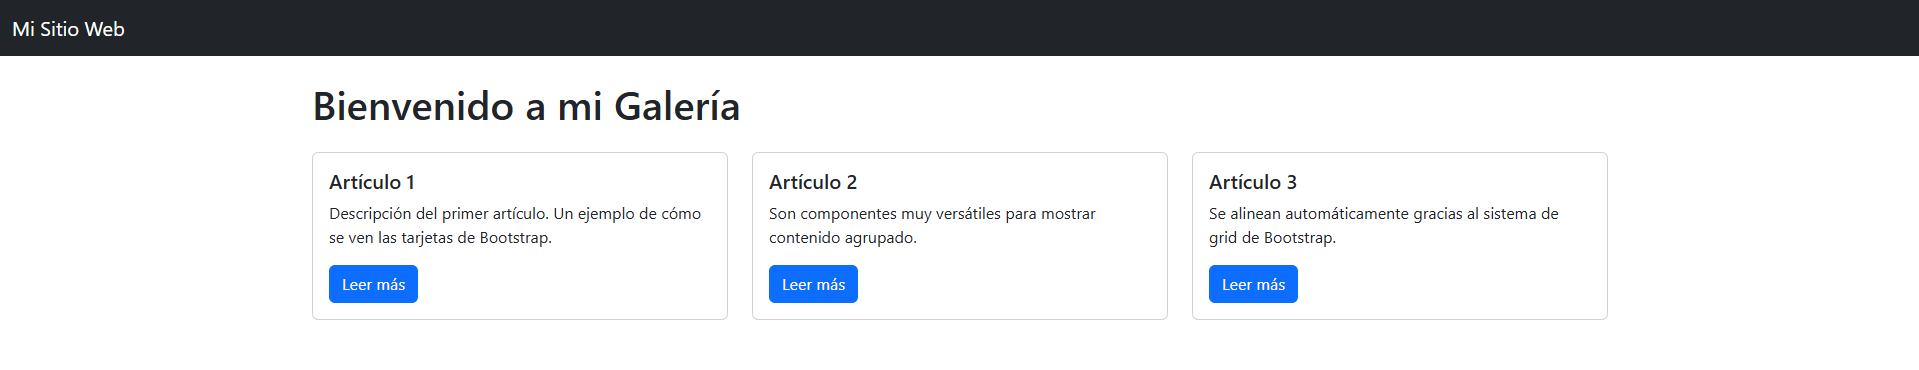 Mi Sitio Web
Bienvenido a mi Galería
Artículo 1
Descripción del primer artículo. Un ejemplo de cómo
se ven las tarjetas de Bootstrap.
Leer más
Artículo 2
Son componentes muy versátiles para mostrar
contenido agrupado.
Leer más
Artículo 3
Se alinean automáticamente gracias al sistema de
grid de Bootstrap.
Leer más